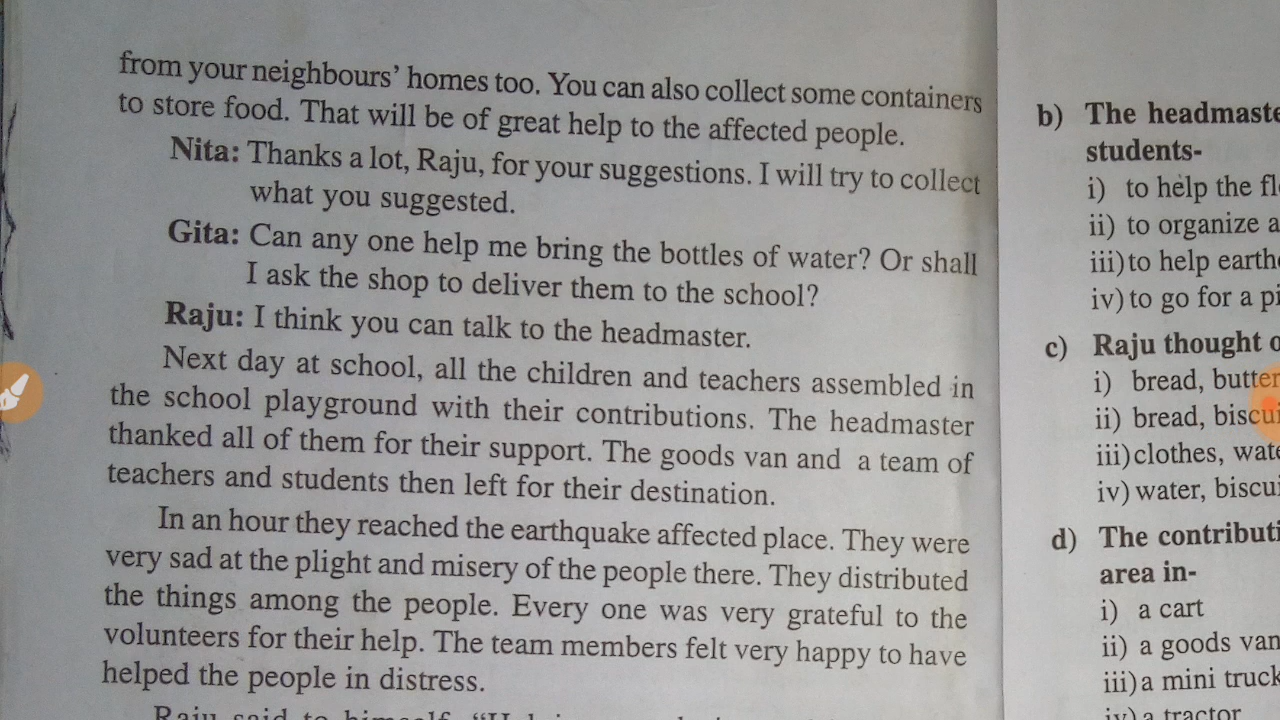 from your neighbours' homes too. You can also collect some containers
to store food. That will be of great help to the affected people.
Nita: Thanks a lot, Raju, for your suggestions. I will try to collect
what you suggested.
Gita: Can any one help me bring the bottles of water? Or shall
I ask the shop to deliver them to the school?
Raju: I think you can talk to the headmaster.
Next day at school, all the children and teachers assembled in
the school playground with their contributions. The headmaster
thanked all of them for their support. The goods van and a team of
teachers and students then left for their destination.
In an hour they reached the earthquake affected place. They were
very sad at the plight and misery of the people there. They distributed
the things among the people. Every one was very grateful to the
volunteers for their help. The team members felt very happy to have
helped the people in distress.
Raju said to himself,
b) The
students-
i) to help the
ii) to organize a
iii) to help
iv) to go for a
c) Raju thought
i) bread,
ii) bread,
iii) clothes,
iv) water,
d) The
area in-
i) a cart
ii) a goods van
iii) a mini truck
iv) a tractor